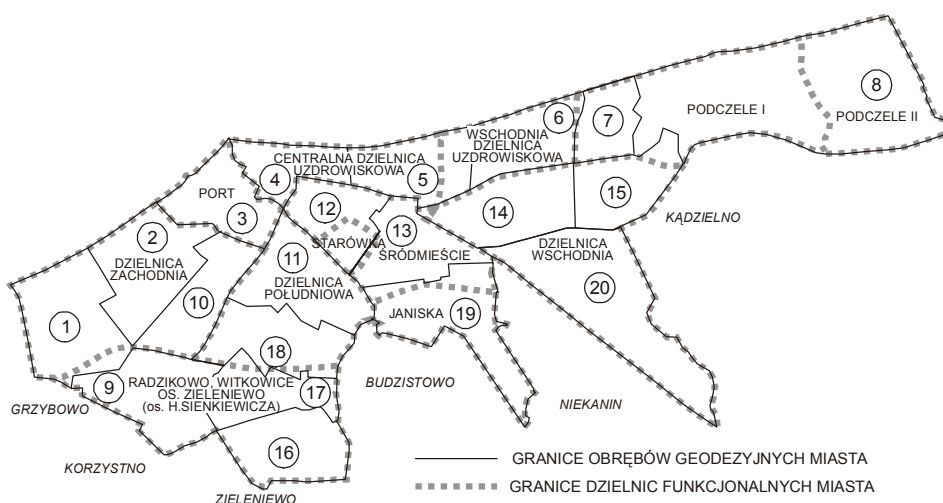 8
PODCZELE II
PODCZELE I
6
7
WSCHODNIA
DZIELNICA
UZDROWISKOWA
CENTRALNA DZIELNICA
UZDROWISKOWA
4
5
PORT
3
12
15
14
KĄDZIELNO
2
DZIELNICA
ZACHODNIA
STARÓWKA
13
ŚRÓDMIEŚCIE
DZIELNICA
WSCHODNIA
11
DZIELNICA
POŁUDNIOWA
20
10
1
JANISKA
19
18
9
RADZIKOWO, WITKOWICE
OS. ZIELENIEWO
(os. H.SIENKIEWICZA)
17
BUDZISTOWO
GRZYBOWO
NIEKANIN
16
KORZYSTNO
ZIELENIEWO
GRANICE OBRĘBÓW GEODEZYJNYCH MIASTA
GRANICE DZIELNIC FUNKCJONALNYCH MIASTA